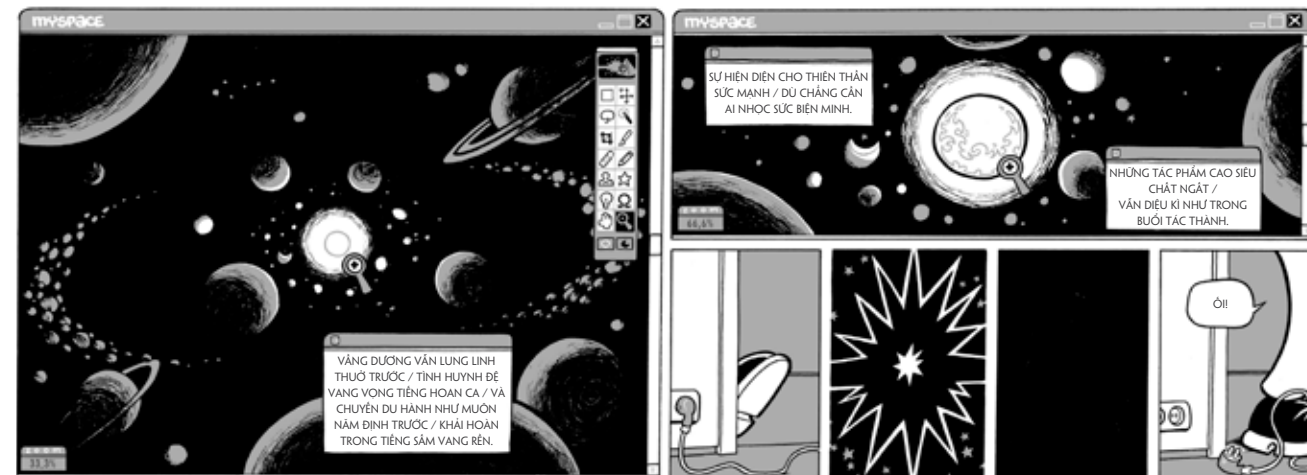 MYSPACE
VẦNG DƯƠNG VẪN LUNG LINH
THUỞ TRƯỚC / TÌNH HUYNH ĐỆ
VANG VỌNG TIẾNG HOAN CA / VÀ
CHUYẾN DU HÀNH NHƯ MUÔN
NĂM ĐỊNH TRƯỚC / KHẢI HOÀN
TRONG TIẾNG SẤM VANG RỀN.
33,3%
MYSPACE
SỰ HIỆN DIỆN CHO THIÊN THẦN
SỨC MẠNH / DÙ CHẲNG CẦN
AI NHỌC SỨC BIỆN MINH.
NHỮNG TÁC PHẨM CAO SIÊU
CHẤT NGẤT /
VẪN DIỆU KÌ NHƯ TRONG
BUỔI TÁC THÀNH.
66,6%
ÔI!